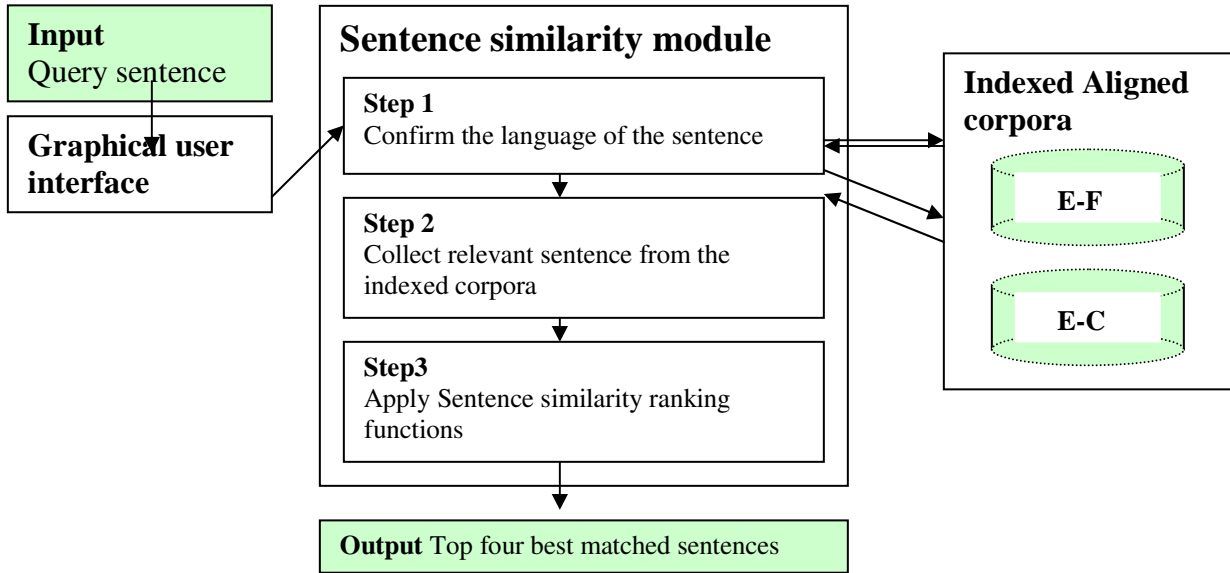 Input
Query sentence
Graphical user
interface
Sentence similarity module
Step 1
Confirm the language of the sentence
Step 2
Collect relevant sentence from the
indexed corpora
Step3
Apply Sentence similarity ranking
functions
Output Top four best matched sentences
Indexed Aligned
corpora
E-F
E-C